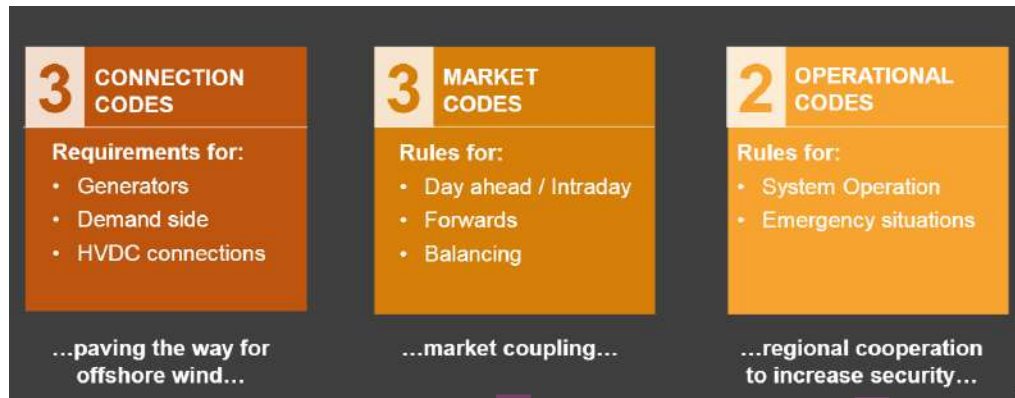 3 CONNECTION
CODES
Requirements for:
• Generators
• Demand side
• HVDC connections
…paving the way for
offshore wind…
3 MARKET
CODES
Rules for:
• Day ahead / Intraday
• Forwards
• Balancing
…market coupling…
2 OPERATIONAL
CODES
Rules for:
• System Operation
• Emergency situations
…regional cooperation
to increase security…